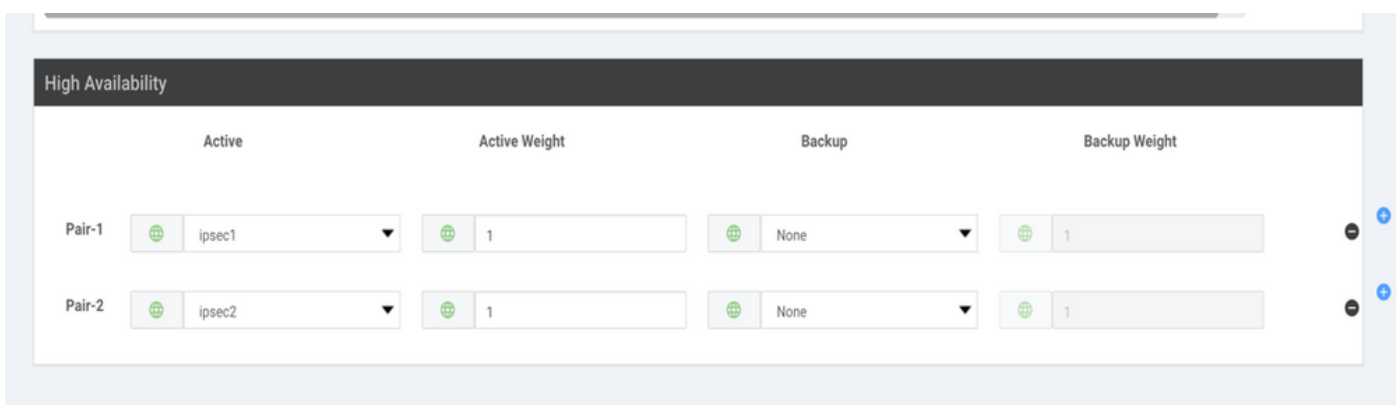 High Availability
Active Active Weight Backup Backup Weight
Pair-1 ipsec1 1 None 1
Pair-2 ipsec2 1 None 1